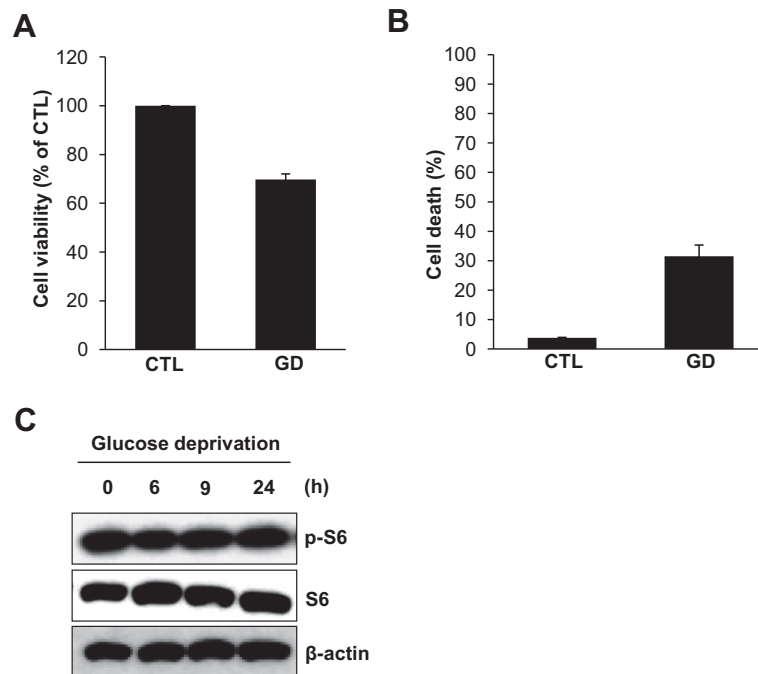 A
Cell viability (% of CTL)
120
100
80
60
40
20
0
CTL GD
B
Cell death (%)
100
90
80
70
60
50
40
30
20
10
0
CTL GD
C
Glucose deprivation
0 6 9 24 (h)
p-S6
S6
β-actin